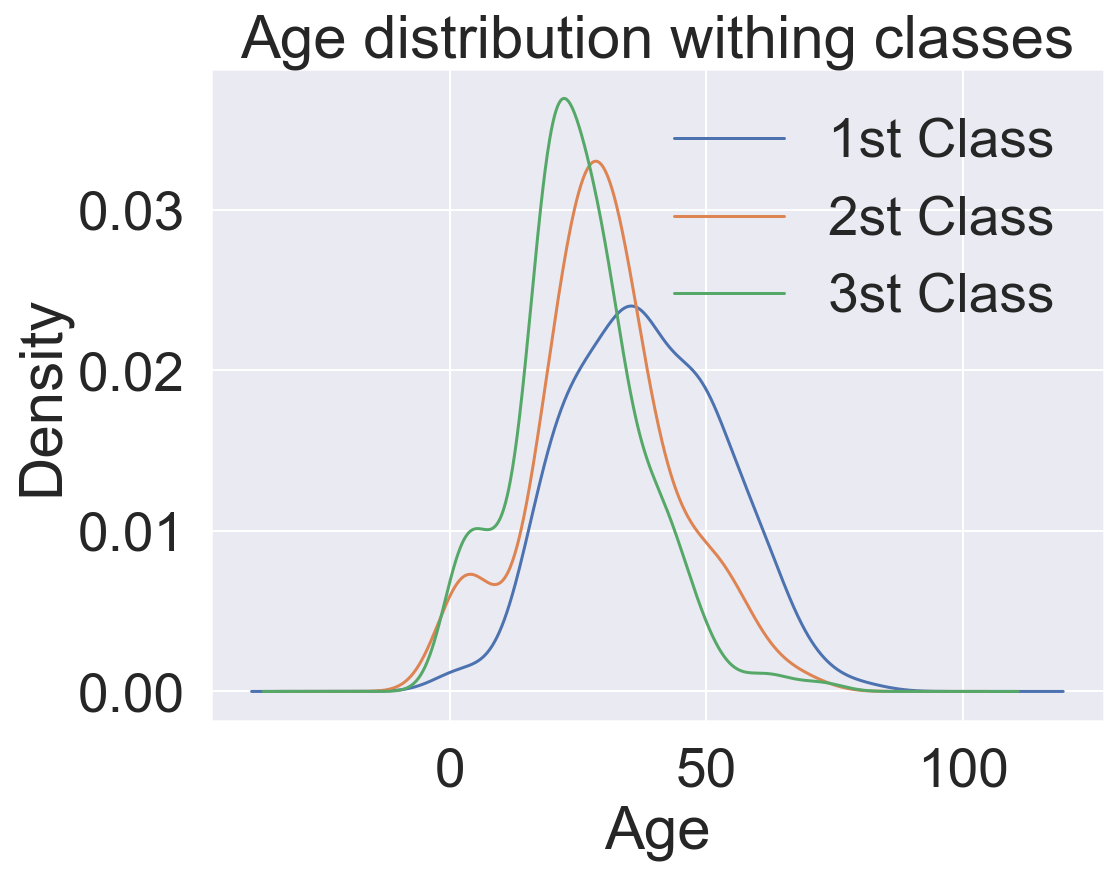 Age distribution withing classes
1st Class
2st Class
3st Class
0.03
0.02
0.01
0.00
Density
0 50 100
Age